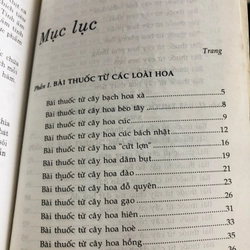 Mục lục
Trang
Phần I. BÀI THUỐC TỪ CÁC LOÀI HOA
Bài thuốc từ cây bạch hoa xà 5
Bài thuốc từ cây hoa bèo tây 8
Bài thuốc từ cây hoa cúc 9
Bài thuốc từ cây hoa cúc bách nhật 12
Bài thuốc từ cây hoa "cứt lợn" 14
Bài thuốc từ cây hoa dâm bụt 16
Bài thuốc từ cây hoa đào 21
Bài thuốc từ cây hoa đỗ quyên 23
Bài thuốc từ cây hoa gạo 26
Bài thuốc từ cây hoa hiên 31
Bài thuốc từ cây hoa hoè 33
Bài thuốc từ cây hoa hồng 35